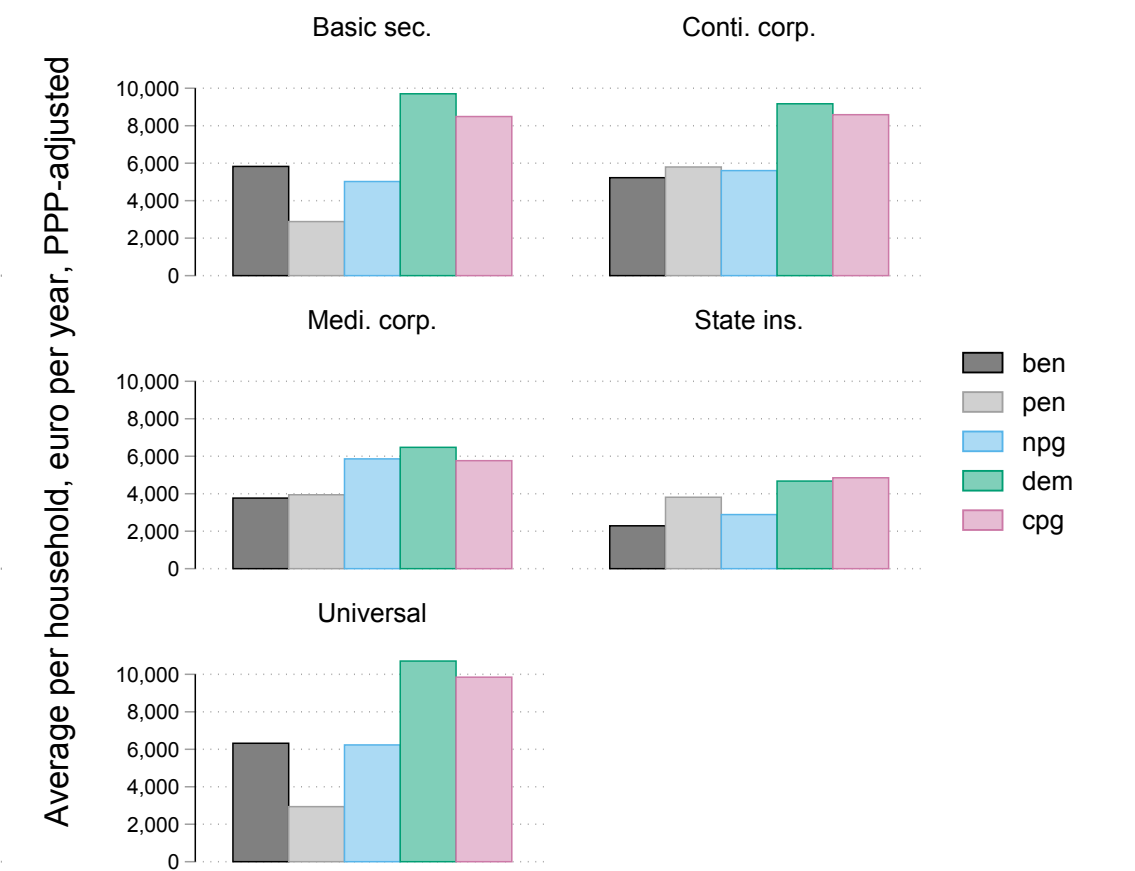 Basic sec.
Conti. corp.
10,000
8,000
6,000
4,000
2,000
0
Medi. corp.
State ins.
10,000
8,000
6,000
4,000
2,000
0
Universal
10,000
8,000
6,000
4,000
2,000
0
Average per household, euro per year, PPP-adjusted
ben
pen
npg
dem
cpg